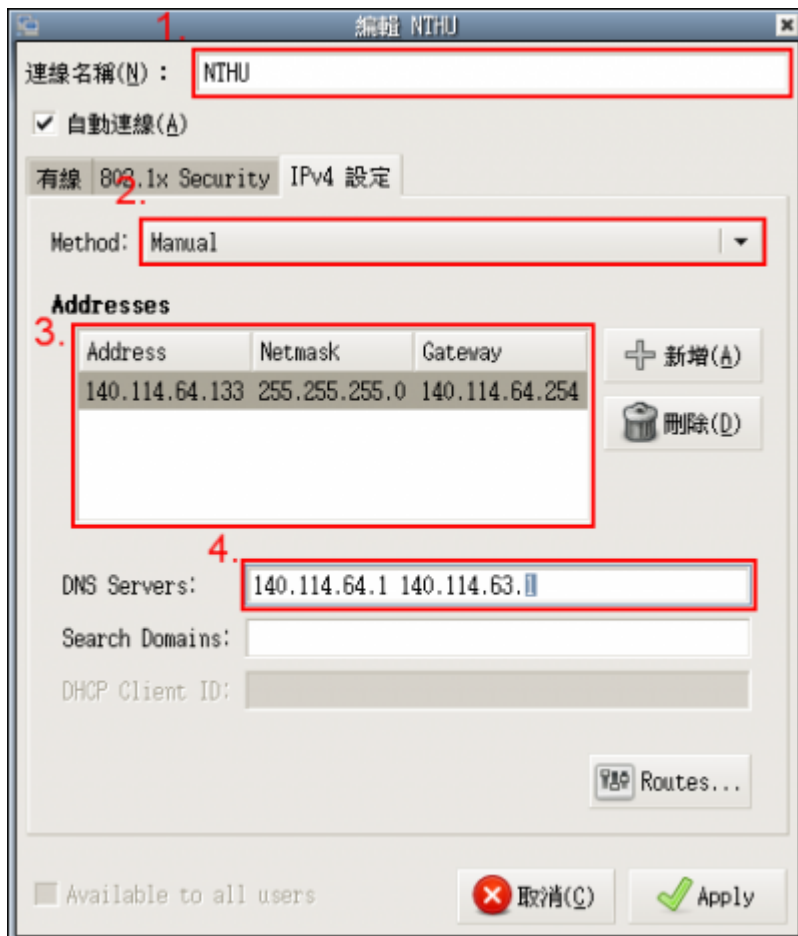 編輯 NTHU
1.
連線名稱(N) : NTHU
自動連線(A)
有線 802.1x Security IPv4 設定
2.
Method: Manual
Addresses
3.
Address Netmask Gateway
140.114.64.133 255.255.255.0 140.114.64.254
新增(A)
刪除(D)
4.
DNS Servers: 140.114.64.1 140.114.63.1
Search Domains:
DHCP Client ID:
Routes...
Available to all users
取消(C)
Apply